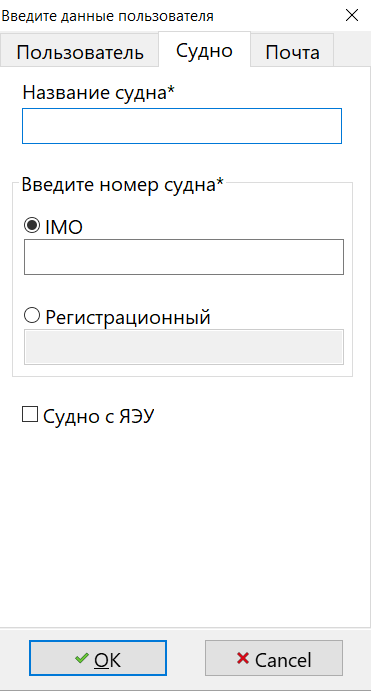 Введите данные пользователя
Пользователь Судно Почта
Название судна*
Введите номер судна*
IMO
Регистрационный
Судно с ЯЭУ
OK Cancel